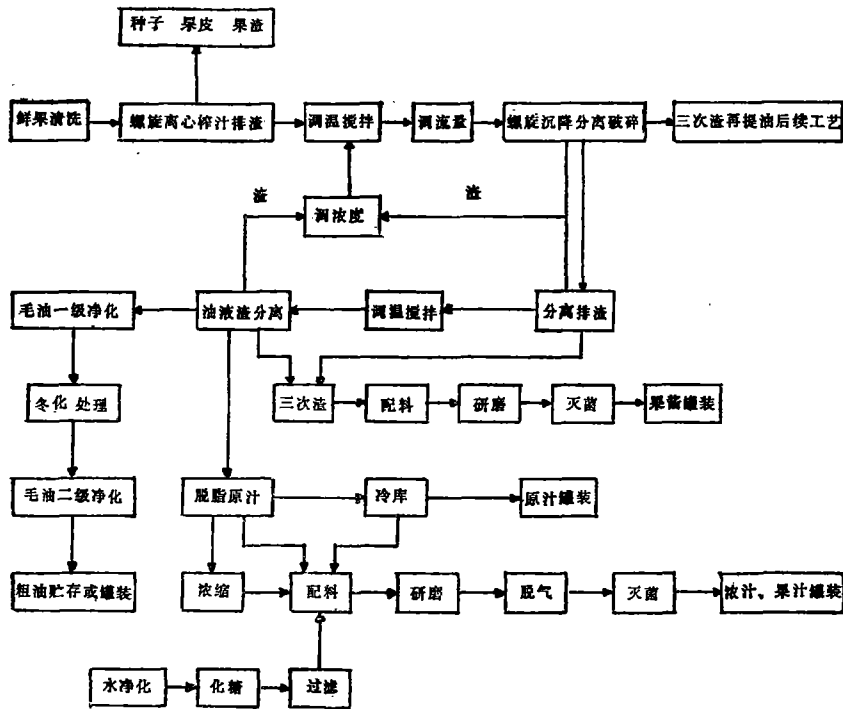 种子 果皮 果渣
鲜果清洗
螺旋离心榨汁排渣
调温搅拌
调流量
螺旋沉降分离破碎
三次渣再提油后续工艺
渣
渣
调浓度
毛油一级净化
油液渣分离
调温搅拌
分离排渣
冬化 处理
三次渣
配料
研磨
灭菌
果酱罐装
毛油二级净化
脱脂原汁
冷库
原汁罐装
粗油贮存或罐装
浓缩
配料
研磨
脱气
灭菌
浓汁、果汁罐装
水净化
化糖
过滤